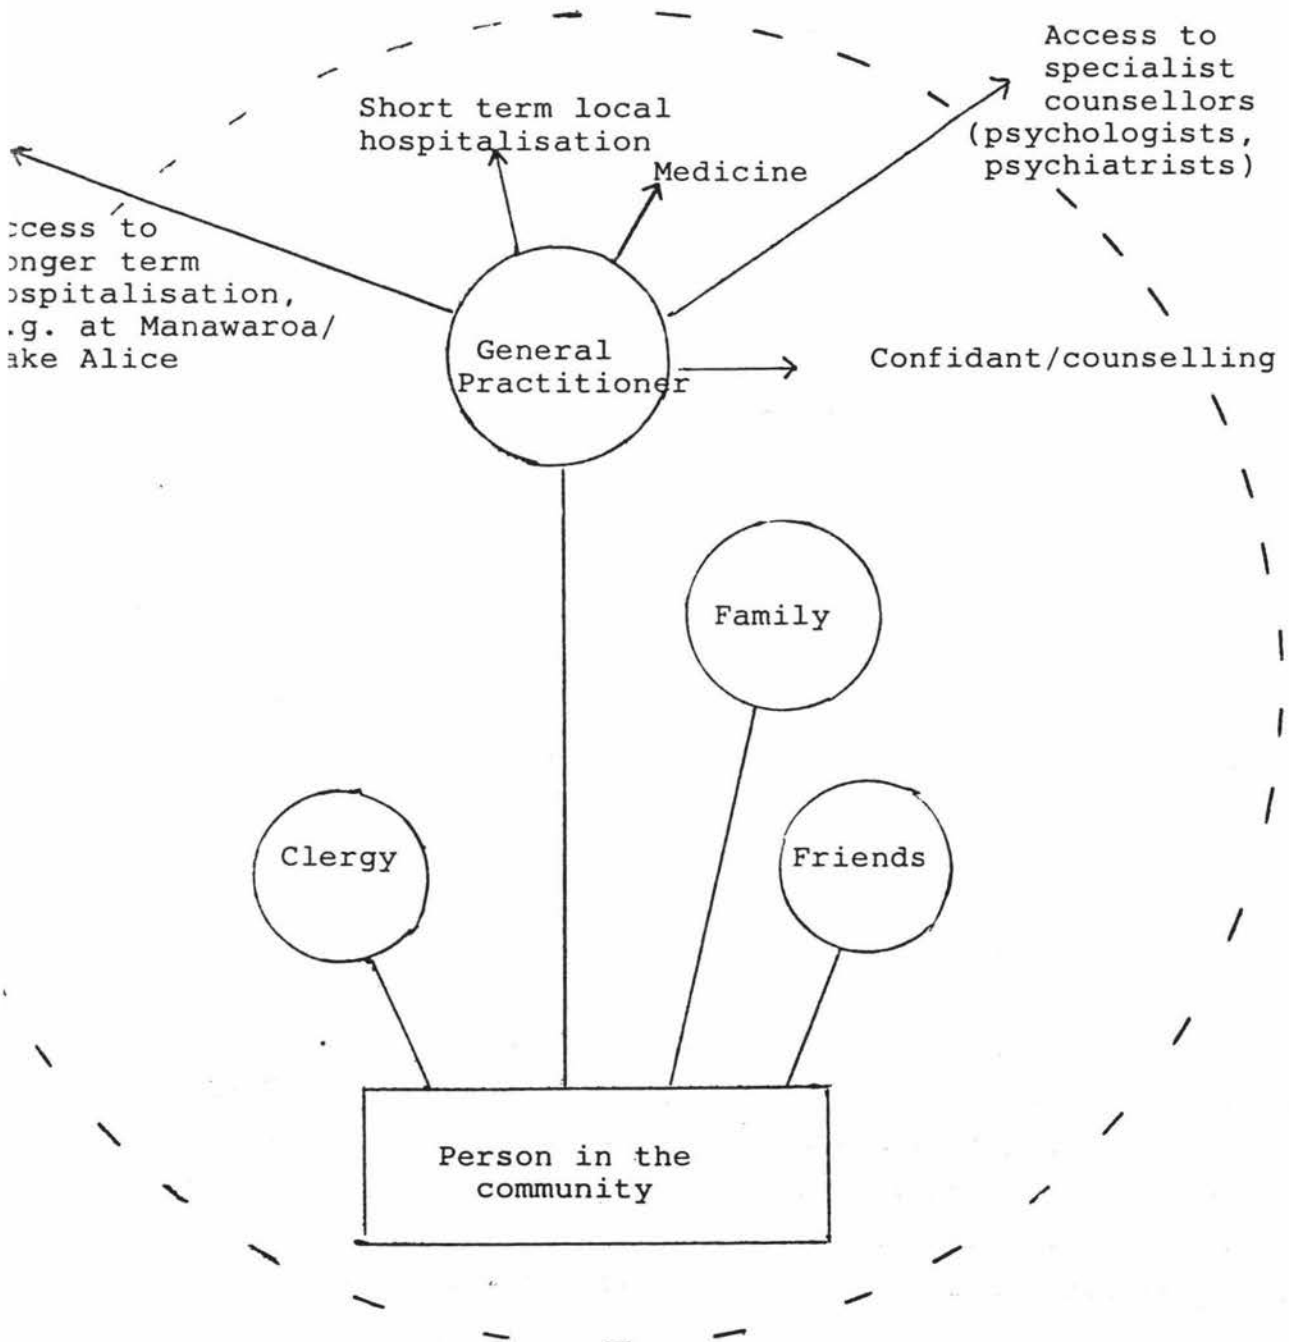 Access to
specialist
counsellors
(psychologists,
psychiatrists)
Short term local
hospitalisation
Medicine
ccess to
onger term
ospitalisation,
.g. at Manawaroa/
ake Alice
General
Practitioner
Confidant/counselling
Family
Clergy
Friends
Person in the
community